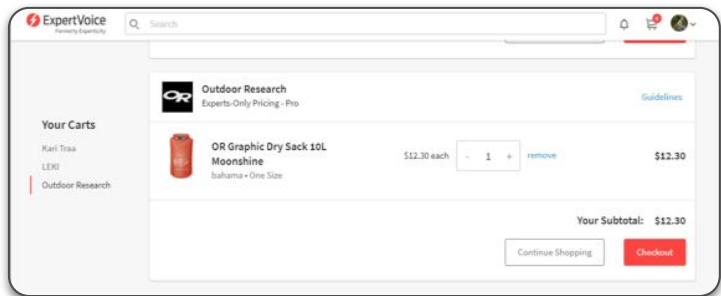 ExpertVoice
Formerly Experticity
Search
Outdoor Research
Experts-Only Pricing - Pro
Guidelines
Your Carts
Kari Traa
LEKI
Outdoor Research
OR Graphic Dry Sack 10L
Moonshine
bahama • One Size
$12.30 each
- 1 +
remove
$12.30
Your Subtotal: $12.30
Continue Shopping
Checkout